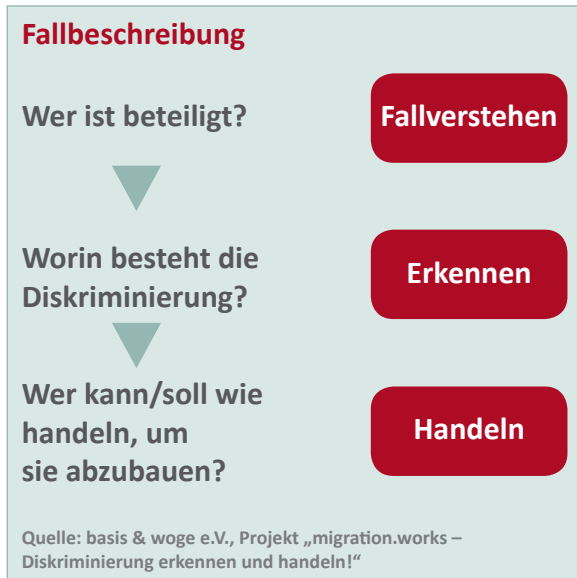 Fallbeschreibung
Wer ist beteiligt?
Fallverstehen
Worin besteht die
Diskriminierung?
Erkennen
Wer kann/soll wie
handeln, um
sie abzubauen?
Handeln
Quelle: basis & woge e.V., Projekt „migration.works –
Diskriminierung erkennen und handeln!“